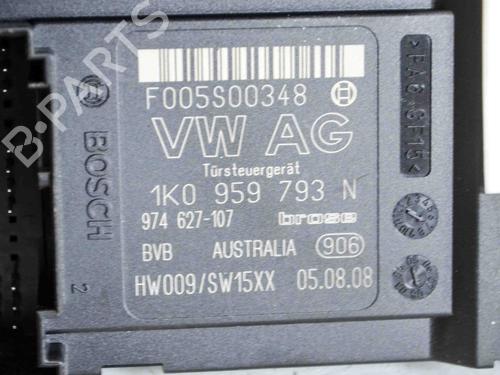 B-PARTS
F005S00348
VW AG
Türsteuergerät
1K0 959 793 N
974 627-107 brose
BVB AUSTRALIA 906
HW009/SW15XX 05.08.08
BOSCH
2